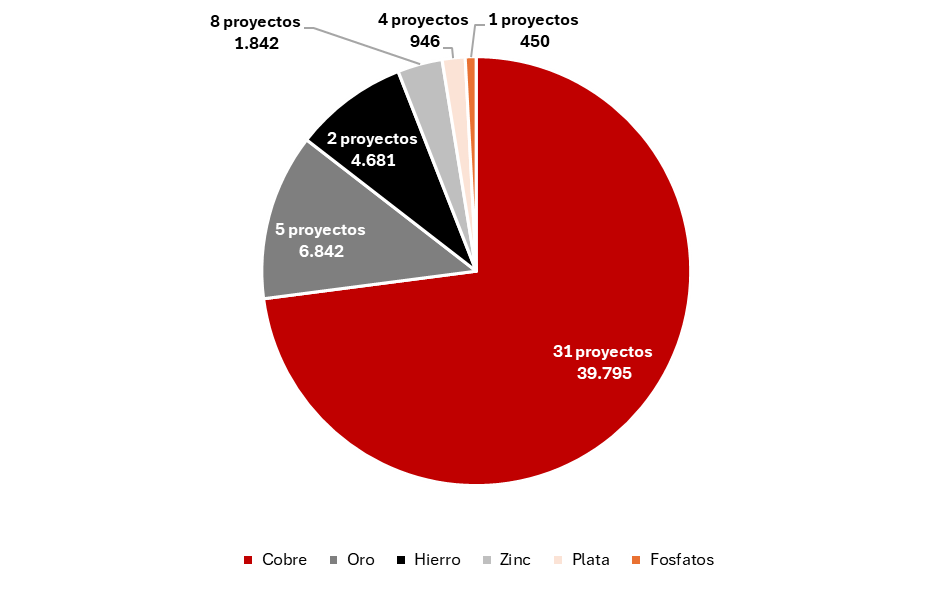 8 proyectos
1.842
4 proyectos
946
1 proyectos
450
2 proyectos
4.681
5 proyectos
6.842
31 proyectos
39.795
Cobre Oro Hierro Zinc Plata Fosfatos